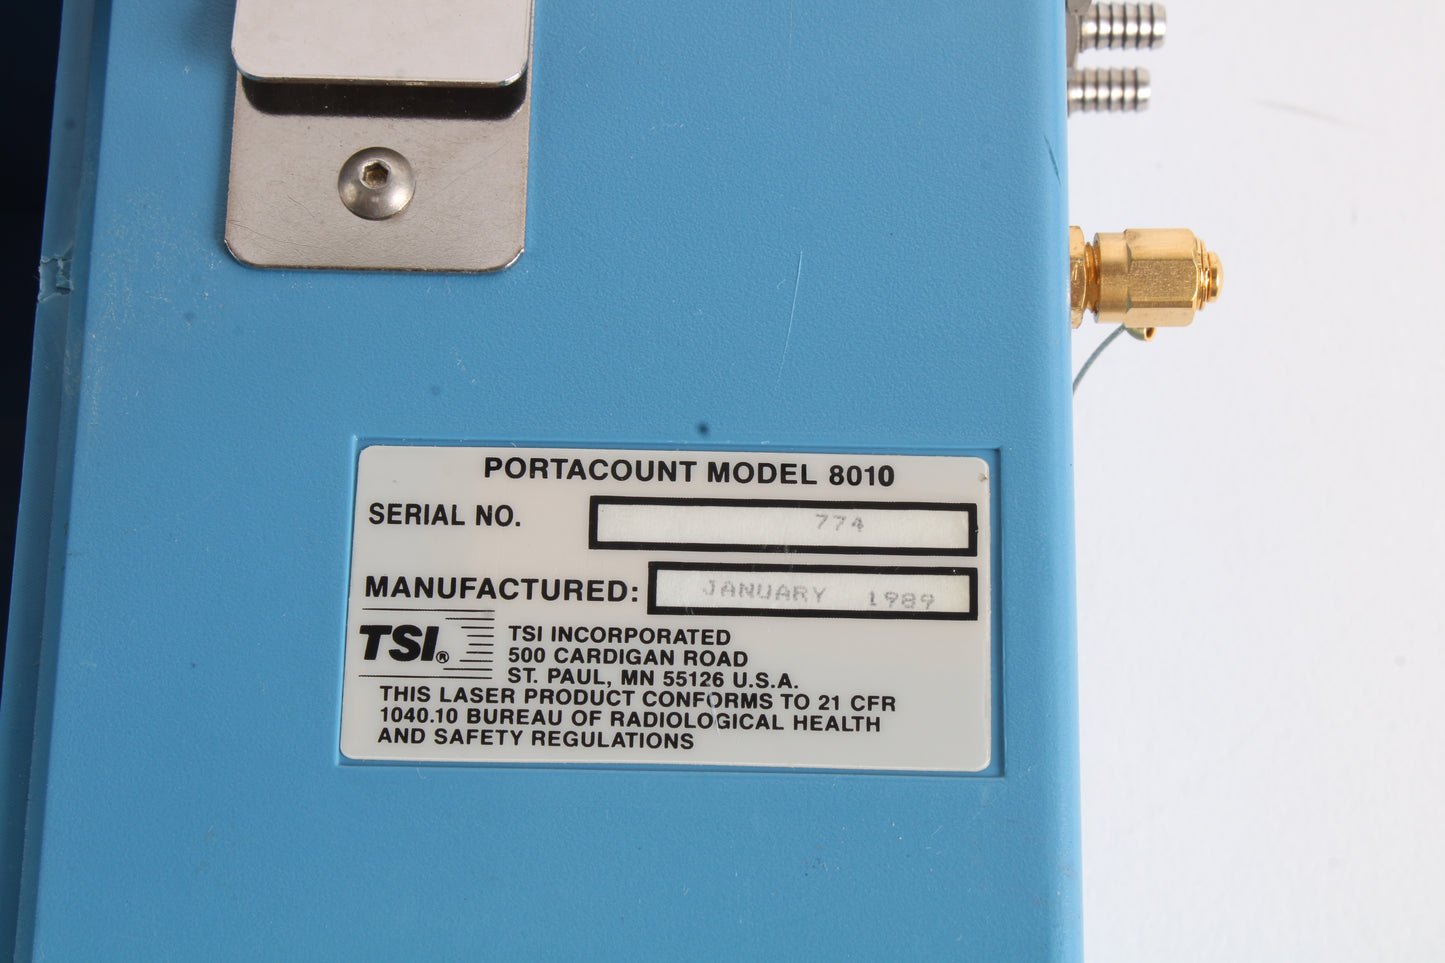 PORTACOUNT MODEL 8010
SERIAL NO. 774
MANUFACTURED: JANUARY 1989
TSI®
TSI INCORPORATED
500 CARDIGAN ROAD
ST. PAUL, MN 55126 U.S.A.
THIS LASER PRODUCT CONFORMS TO 21 CFR
1040.10 BUREAU OF RADIOLOGICAL HEALTH
AND SAFETY REGULATIONS